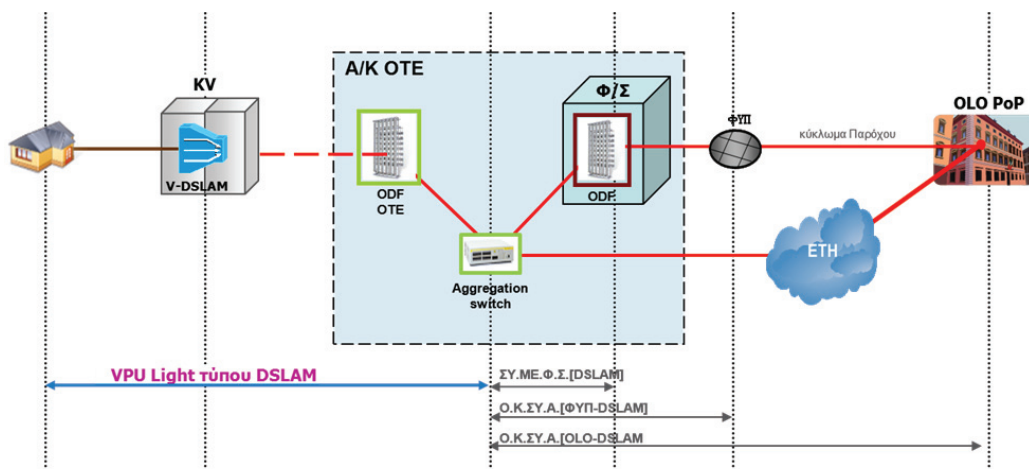 Α/Κ ΟΤΕ
KV
Φ/Σ
OLO PoP
ΦΥΠ
κύκλωμα Παρόχου
V-DSLAM
ODF
OTE
ODF
ETH
Aggregation
switch
VPU Light τύπου DSLAM
ΣΥ.ΜΕ.Φ.Σ.[DSLAM]
Ο.Κ.ΣΥ.Α.[ΦΥΠ-DSLAM]
Ο.Κ.ΣΥ.Α.[OLO-DSLAM